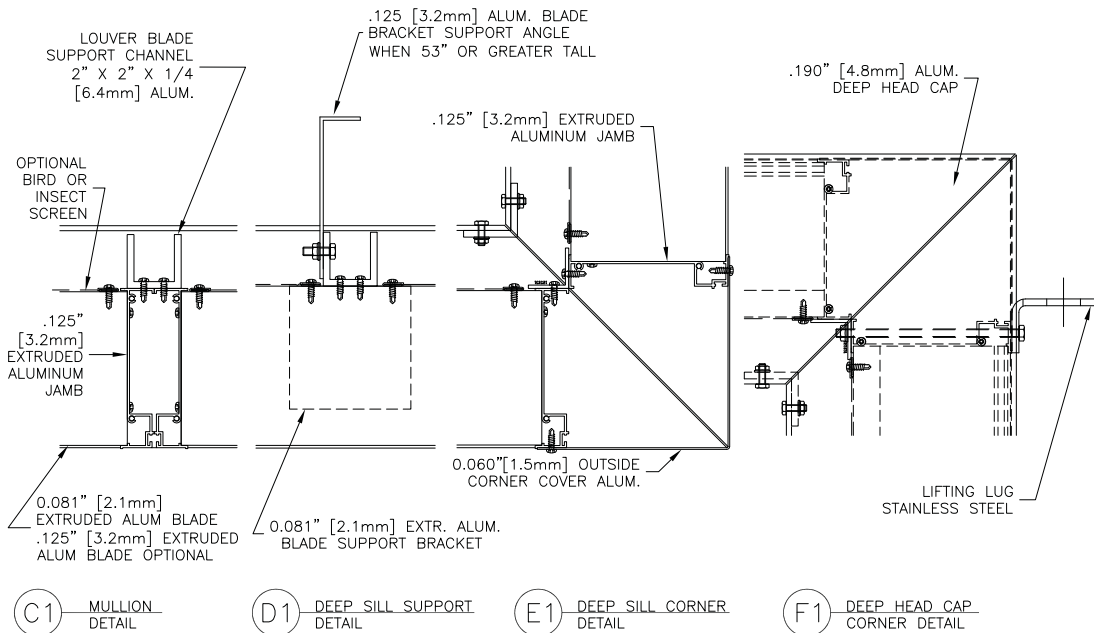 LOUVER BLADE
SUPPORT CHANNEL
2” X 2” X 1/4
[6.4mm] ALUM.
.125 [3.2mm] ALUM. BLADE
BRACKET SUPPORT ANGLE
WHEN 53” OR GREATER TALL
.125” [3.2mm] EXTRUDED
ALUMINUM JAMB
.190” [4.8mm] ALUM.
DEEP HEAD CAP
OPTIONAL
BIRD OR
INSECT
SCREEN
.125”
[3.2mm]
EXTRUDED
ALUMINUM
JAMB
0.081” [2.1mm]
EXTRUDED ALUM BLADE
.125” [3.2mm] EXTRUDED
ALUM BLADE OPTIONAL
0.081” [2.1mm] EXTR. ALUM.
BLADE SUPPORT BRACKET
0.060”[1.5mm] OUTSIDE
CORNER COVER ALUM.
LIFTING LUG
STAINLESS STEEL
C1 MULLION
DETAIL
D1 DEEP SILL SUPPORT
DETAIL
E1 DEEP SILL CORNER
DETAIL
F1 DEEP HEAD CAP
CORNER DETAIL